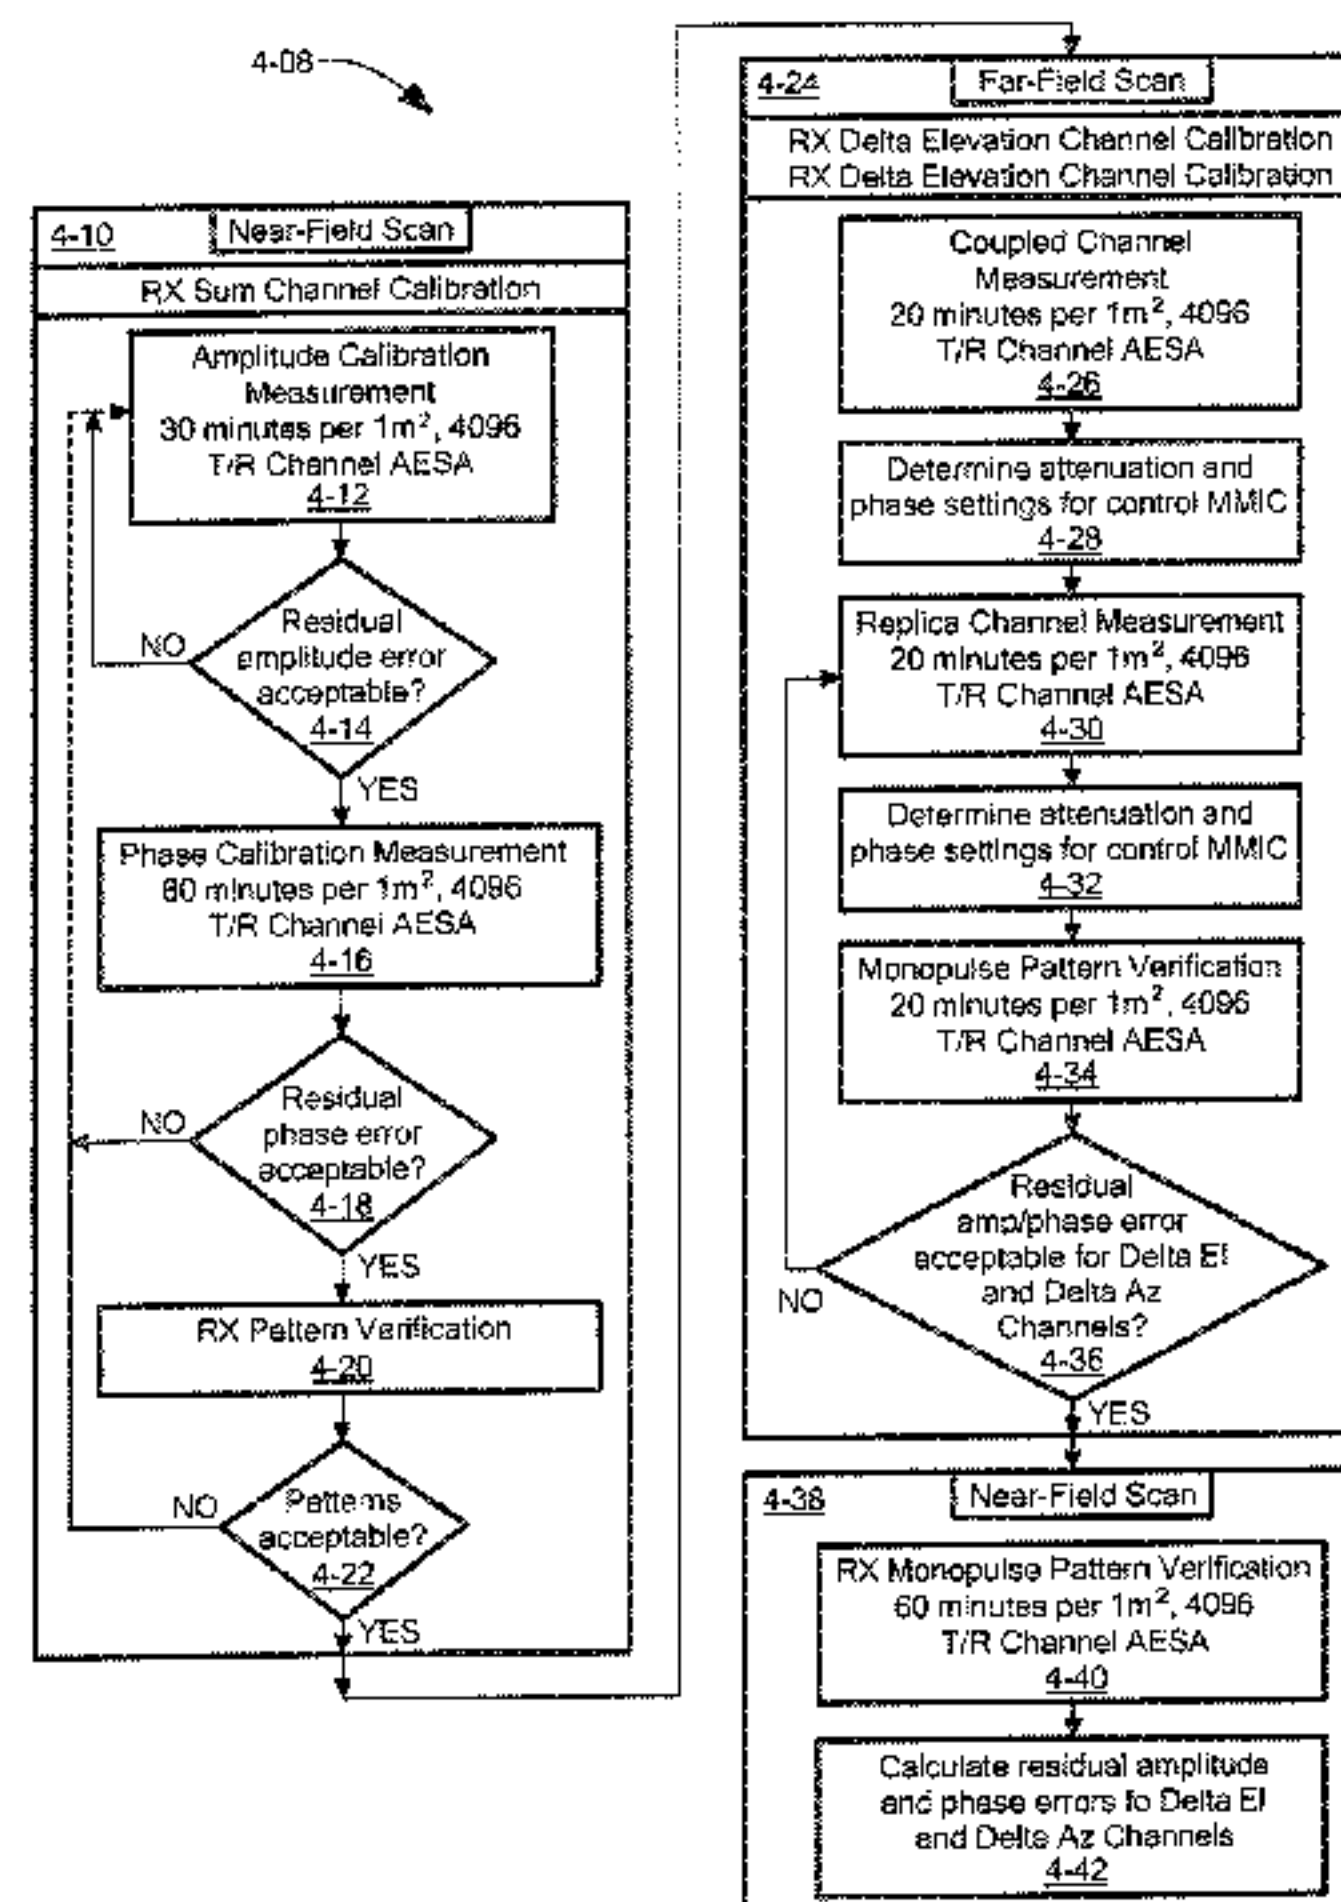 4-08
4-10
Near-Field Scan
RX Sum Channel Calibration
Amplitude Calibration
Measurement
30 minutes per 1m², 4096
T/R Channel AESA
4-12
Residual
amplitude error
acceptable?
4-14
NO
YES
Phase Calibration Measurement
60 minutes per 1m², 4096
T/R Channel AESA
4-16
Residual
phase error
acceptable?
4-18
NO
YES
RX Pattern Verification
4-20
Patterns
acceptable?
4-22
NO
YES
4-24
Far-Field Scan
RX Delta Elevation Channel Calibration
RX Delta Elevation Channel Calibration
Coupled Channel
Measurement
20 minutes per 1m², 4096
T/R Channel AESA
4-26
Determine attenuation and
phase settings for control MMIC
4-28
Replica Channel Measurement
20 minutes per 1m², 4096
T/R Channel AESA
4-30
Determine attenuation and
phase settings for control MMIC
4-32
Monopulse Pattern Verification
20 minutes per 1m², 4096
T/R Channel AESA
4-34
Residual
amp/phase error
acceptable for Delta El
and Delta Az
Channels?
4-36
NO
YES
4-38
Near-Field Scan
RX Monopulse Pattern Verification
60 minutes per 1m², 4096
T/R Channel AESA
4-40
Calculate residual amplitude
and phase errors fo Delta El
and Delta Az Channels
4-42